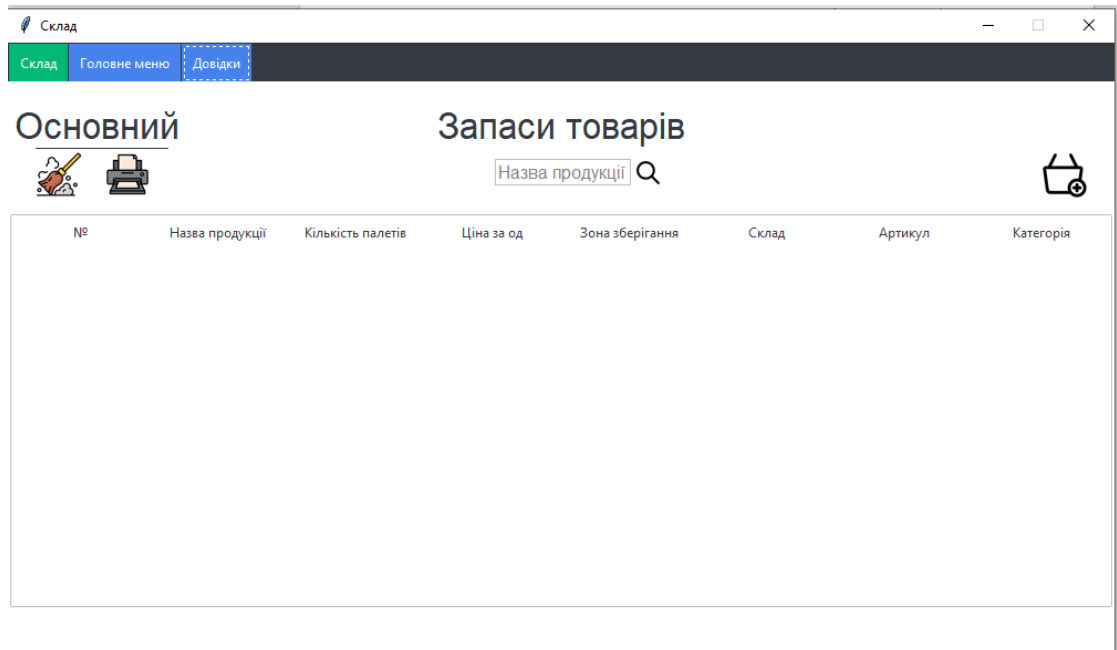 Склад
Склад Головне меню Довідки
Основний Запаси товарів
Назва продукції
№ Назва продукції Кількість палетів Ціна за од Зона зберігання Склад Артикул Категорія